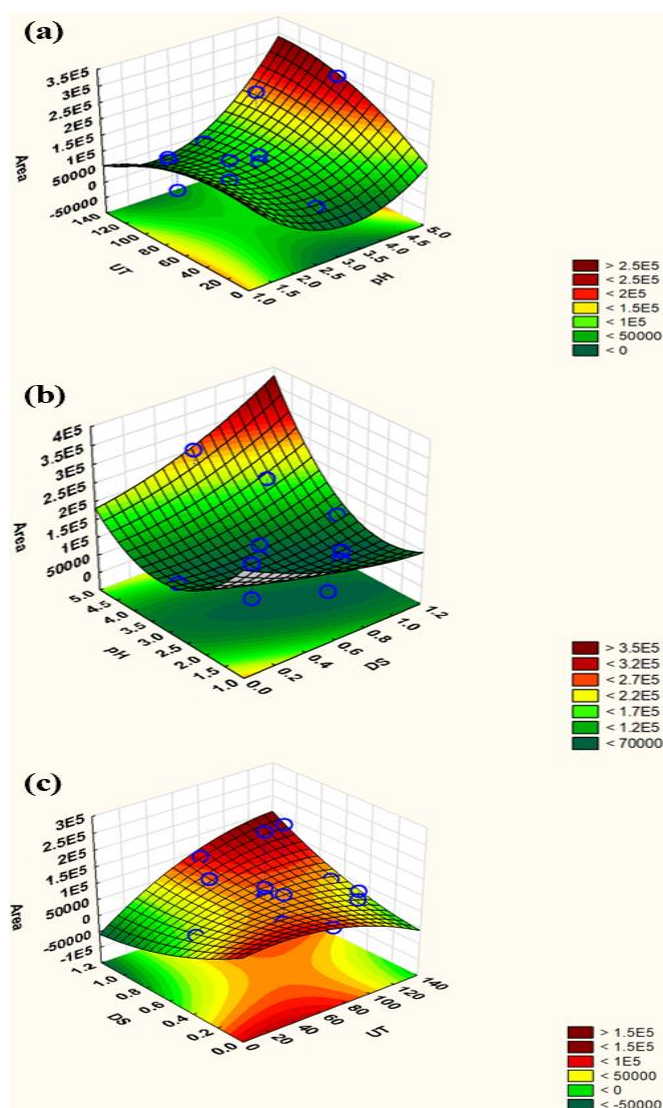 (a)
3.5E5
3E5
2.5E5
2E5
1.5E5
1E5
50000
0
-50000
Area
140
120
100
80
60
40
20
0
UT
1.0
1.5
2.0
2.5
3.0
3.5
4.0
4.5
5.0
pH
> 2.5E5
< 2.5E5
< 2E5
< 1.5E5
< 1E5
< 50000
< 0
(b)
4E5
3.5E5
3E5
2.5E5
2E5
1.5E5
1E5
50000
0
Area
5.0
4.5
4.0
3.5
3.0
2.5
2.0
1.5
1.0
pH
0.0
0.2
0.4
0.6
0.8
1.0
1.2
DS
> 3.5E5
< 3.2E5
< 2.7E5
< 2.2E5
< 1.7E5
< 1.2E5
< 70000
(c)
3E5
2.5E5
2E5
1.5E5
1E5
50000
0
-50000
-1E5
Area
1.2
1.0
0.8
0.6
0.4
0.2
0.0
DS
0
20
40
60
80
100
120
140
UT
> 1.5E5
< 1.5E5
< 1E5
< 50000
< 0
< -50000